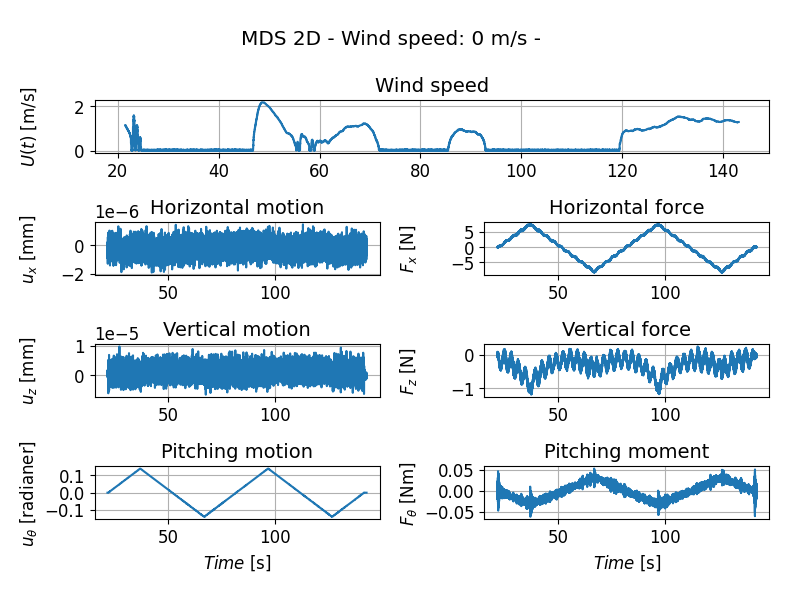 MDS 2D - Wind speed: 0 m/s -
Wind speed
U(t) [m/s]
2
0
20 40 60 80 100 120 140
1e−6 Horizontal motion
u_x [mm]
0
−2
50 100
Horizontal force
F_x [N]
5
0
−5
50 100
1e−5 Vertical motion
u_z [mm]
1
0
50 100
Vertical force
F_z [N]
0
−1
50 100
Pitching motion
u_θ [radianer]
0.1
0.0
−0.1
50 100
Time [s]
Pitching moment
F_θ [Nm]
0.05
0.00
−0.05
50 100
Time [s]